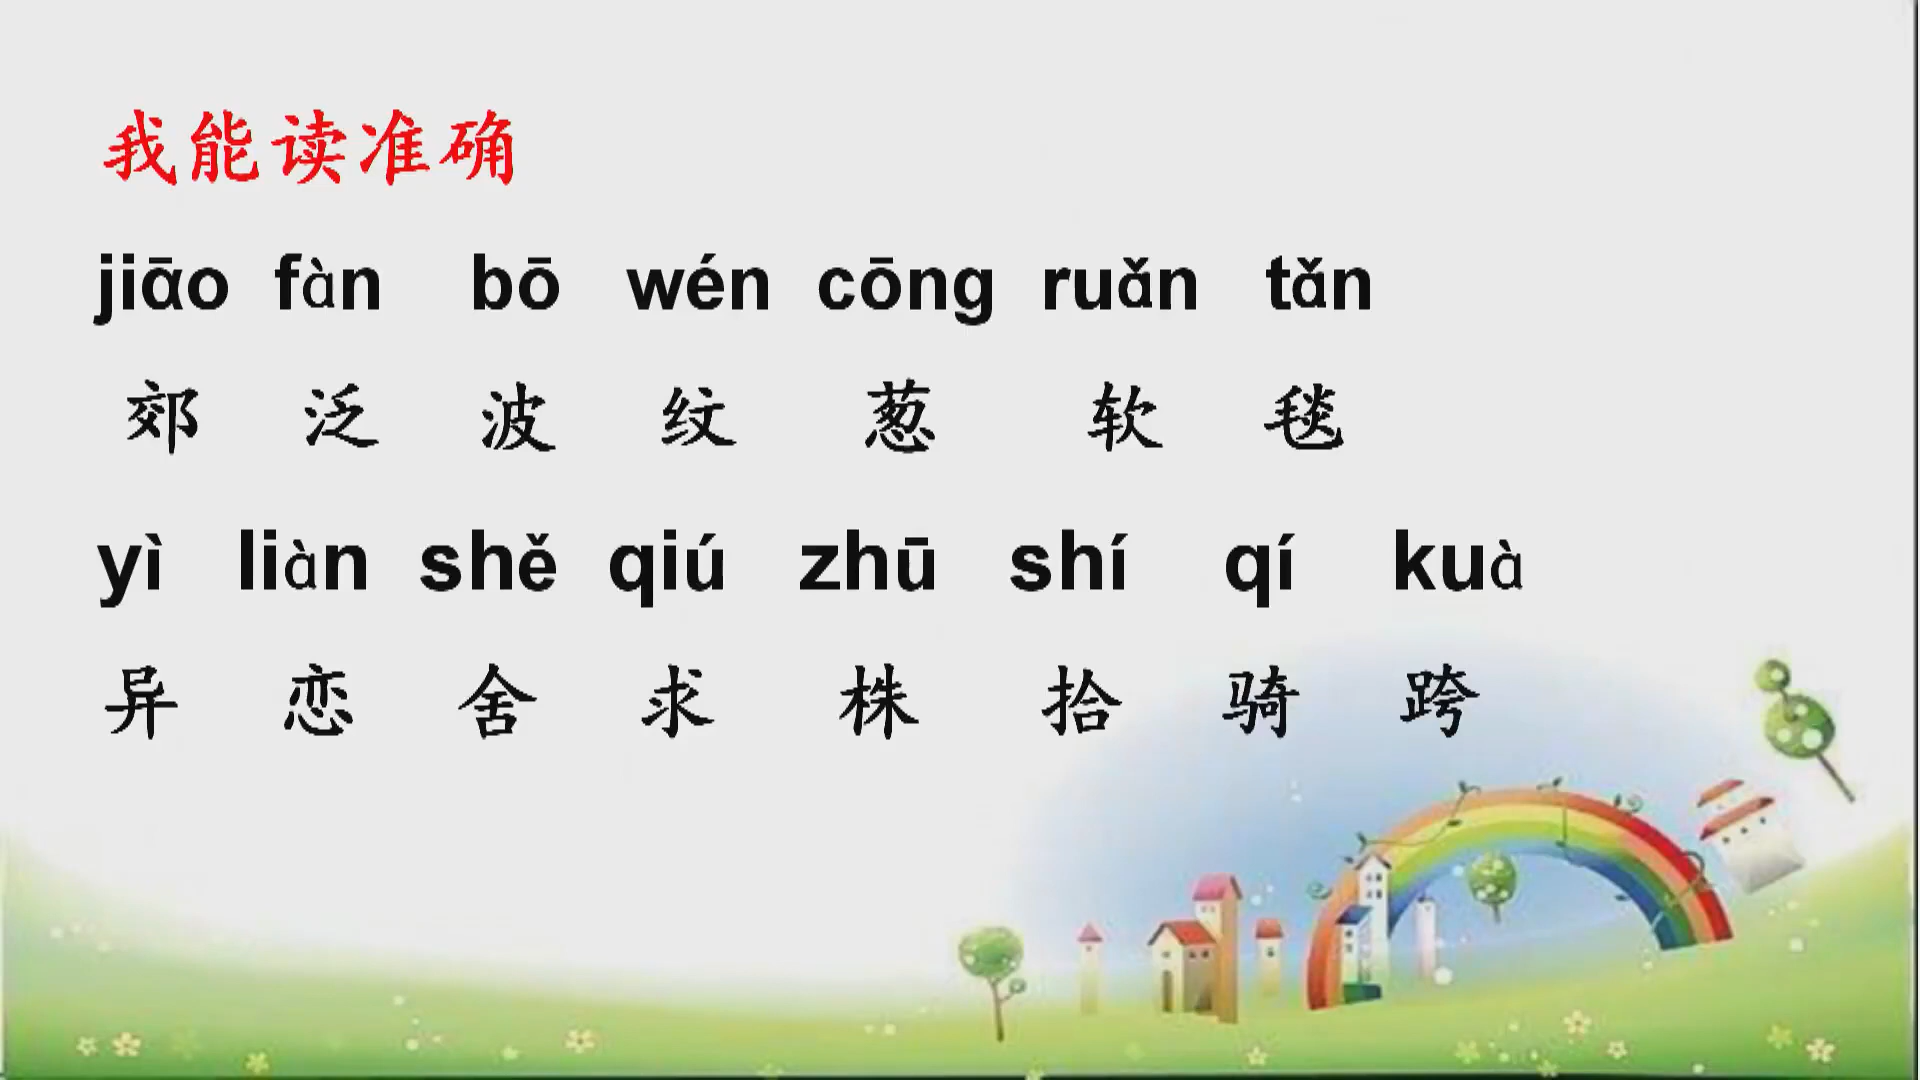 我能读准确
jiāo fàn bō wén cōng ruǎn tǎn
郊 泛 波 纹 葱 软 毯
yì liàn shě qiú zhū shí qí kuà
异 恋 舍 求 株 拾 骑 跨